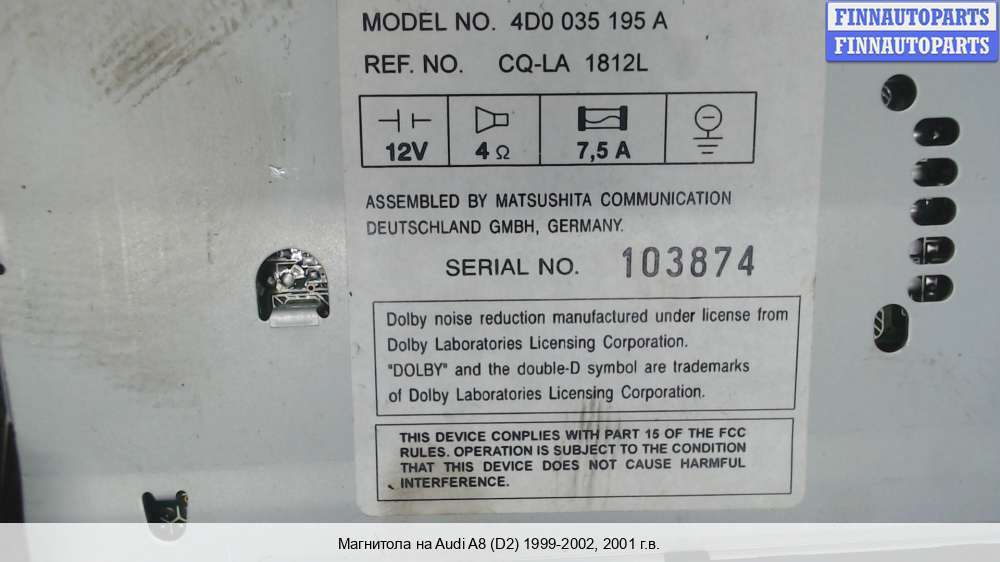 MODEL NO. 4D0 035 195 A
FINNAUTOPARTS
FINNAUTOPARTS
REF. NO. CQ-LA 1812L
12V 4 Ω 7,5 A
ASSEMBLED BY MATSUSHITA COMMUNICATION
DEUTSCHLAND GMBH, GERMANY.
SERIAL NO. 103874
Dolby noise reduction manufactured under license from
Dolby Laboratories Licensing Corporation.
"DOLBY" and the double-D symbol are trademarks
of Dolby Laboratories Licensing Corporation.
THIS DEVICE CONPLIES WITH PART 15 OF THE FCC
RULES. OPERATION IS SUBJECT TO THE CONDITION
THAT THIS DEVICE DOES NOT CAUSE HARMFUL
INTERFERENCE.
Магнитола на Audi A8 (D2) 1999-2002, 2001 г.в.